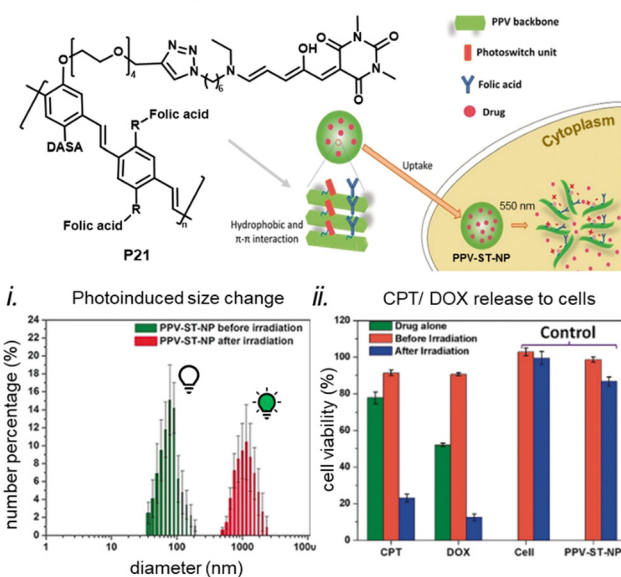 OH
N
O
O
N
N
O
O
4
N=N
N
6
N
O
O
DASA
R
Folic acid
Folic acid
R
n
P21
PPV backbone
Photoswitch unit
Folic acid
Drug
Cytoplasm
Uptake
550 nm
Hydrophobic and
π-π interaction
PPV-ST-NP
i. Photoinduced size change
number percentage (%)
24
22
20
18
16
14
12
10
8
6
4
2
0
PPV-ST-NP before irradiation
PPV-ST-NP after irradiation
1 10 100 1000
diameter (nm)
ii. CPT/ DOX release to cells
cell viability (%)
120
100
80
60
40
20
0
Drug alone
Before Irradiation
After Irradiation
Control
CPT DOX Cell PPV-ST-NP